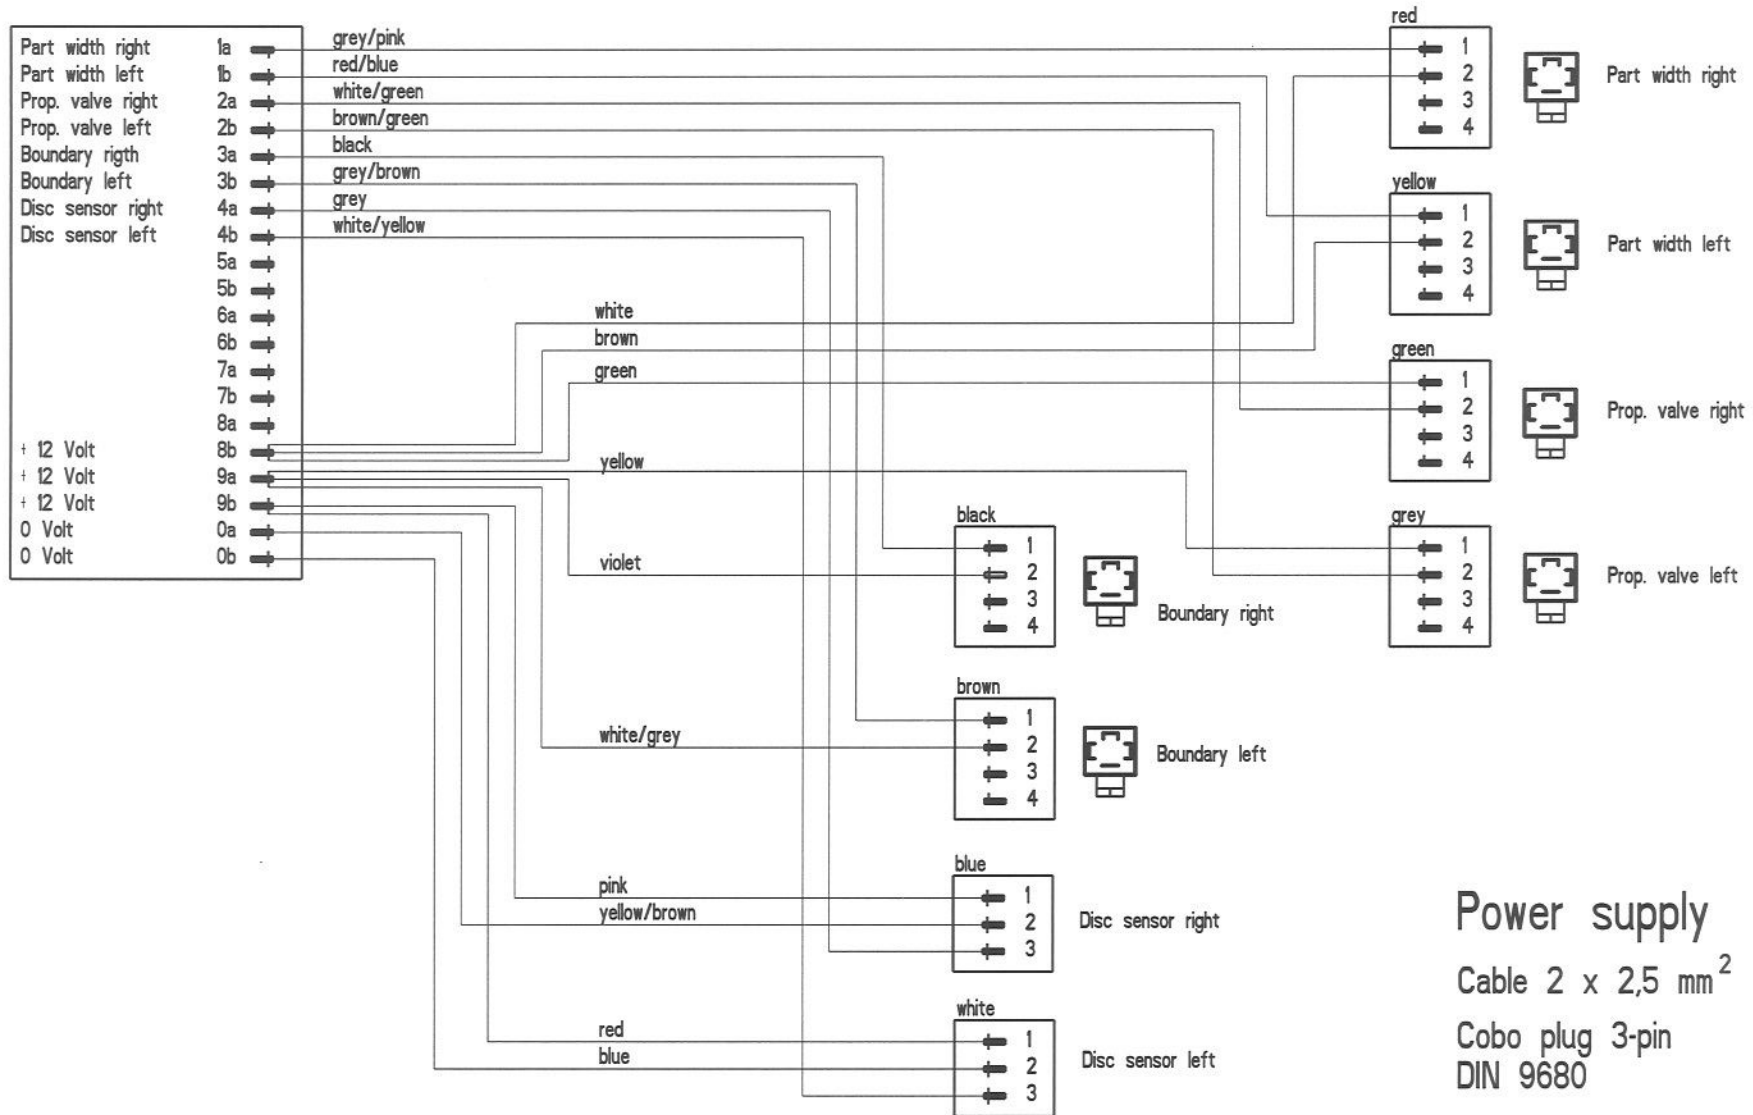 Part width right 1a
Part width left 1b
Prop. valve right 2a
Prop. valve left 2b
Boundary rigth 3a
Boundary left 3b
Disc sensor right 4a
Disc sensor left 4b
5a
5b
6a
6b
7a
7b
8a
+ 12 Volt 8b
+ 12 Volt 9a
+ 12 Volt 9b
0 Volt 0a
0 Volt 0b
grey/pink
red/blue
white/green
brown/green
black
grey/brown
grey
white/yellow
white
brown
green
yellow
violet
white/grey
pink
yellow/brown
red
blue
red
1
2
3
4
Part width right
yellow
1
2
3
4
Part width left
green
1
2
3
4
Prop. valve right
grey
1
2
3
4
Prop. valve left
black
1
2
3
4
Boundary right
brown
1
2
3
4
Boundary left
blue
1
2
3
Disc sensor right
white
1
2
3
Disc sensor left
Power supply
Cable 2 x 2,5 mm²
Cobo plug 3-pin
DIN 9680